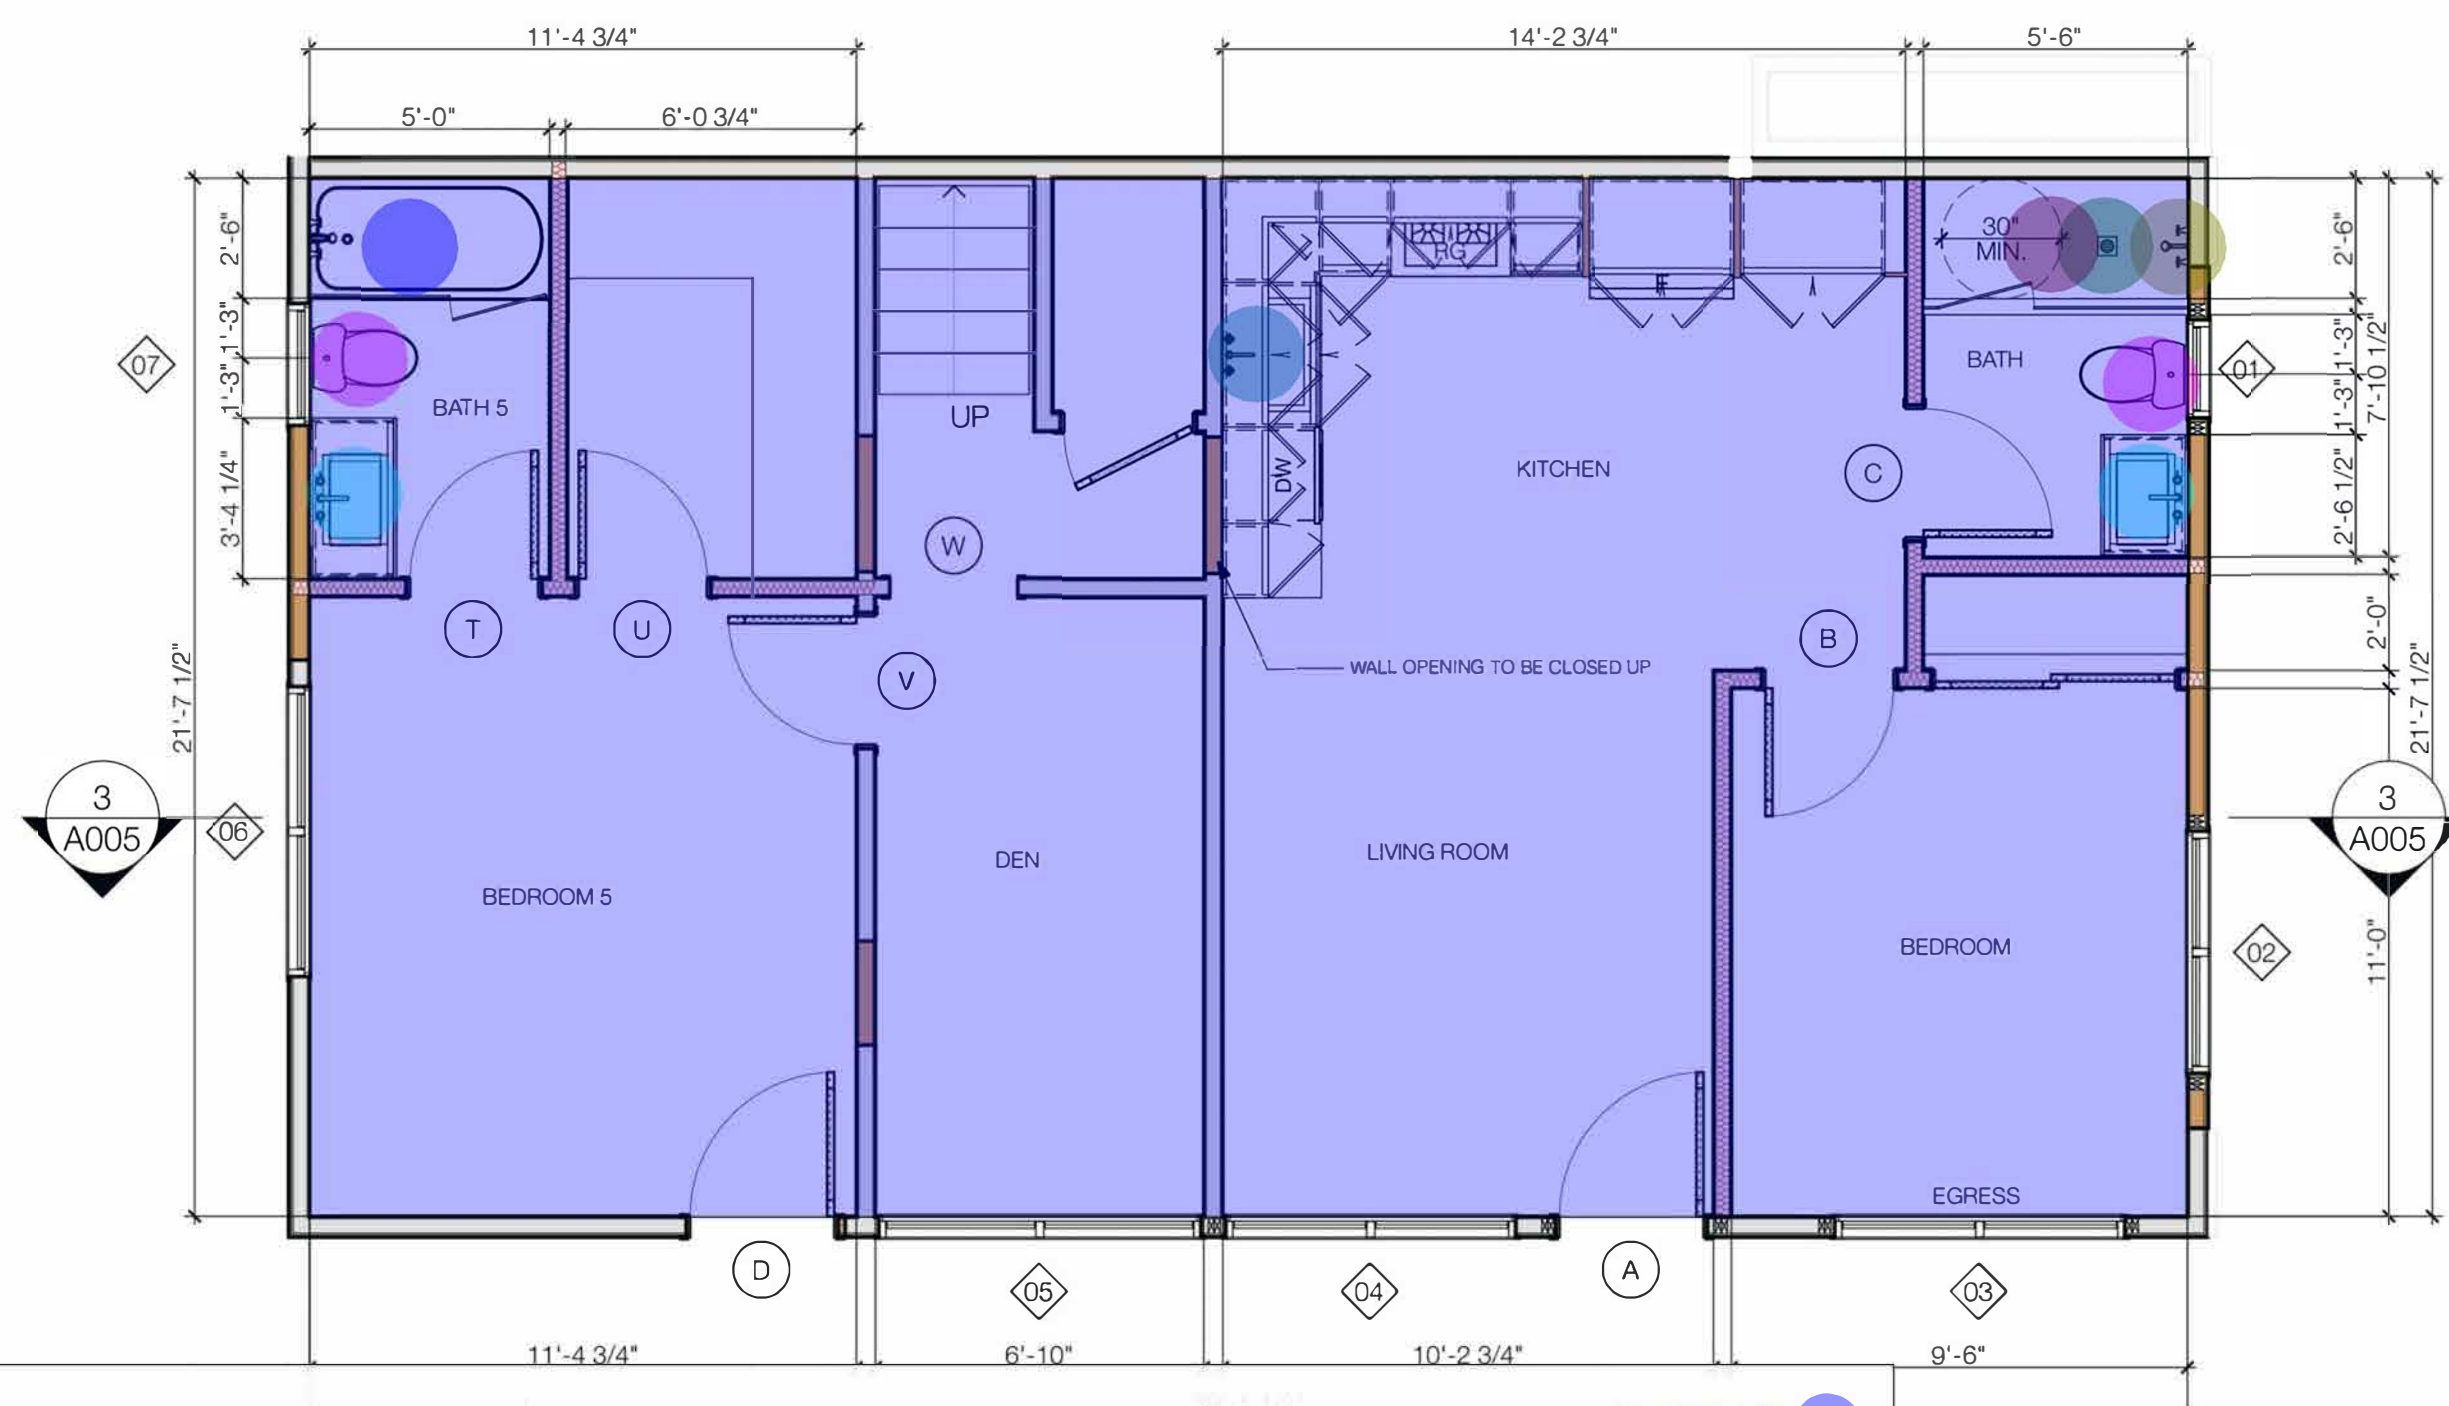 11'-4 3/4"
14'-2 3/4"
5'-6"
5'-0"
6'-0 3/4"
2'-6"
1'-3"
1'-3"
3'-4 1/4"
21'-7 1/2"
07
06
3
A005
BATH 5
T
U
V
W
UP
BEDROOM 5
DEN
D
RG
F
DW
KITCHEN
C
B
WALL OPENING TO BE CLOSED UP
LIVING ROOM
A
30"
MIN.
BATH
BEDROOM
EGRESS
01
02
2'-6"
1'-3"
1'-3"
7'-10 1/2"
2'-6 1/2"
2'-0"
21'-7 1/2"
11'-0"
3
A005
05
04
03
11'-4 3/4"
6'-10"
10'-2 3/4"
9'-6"